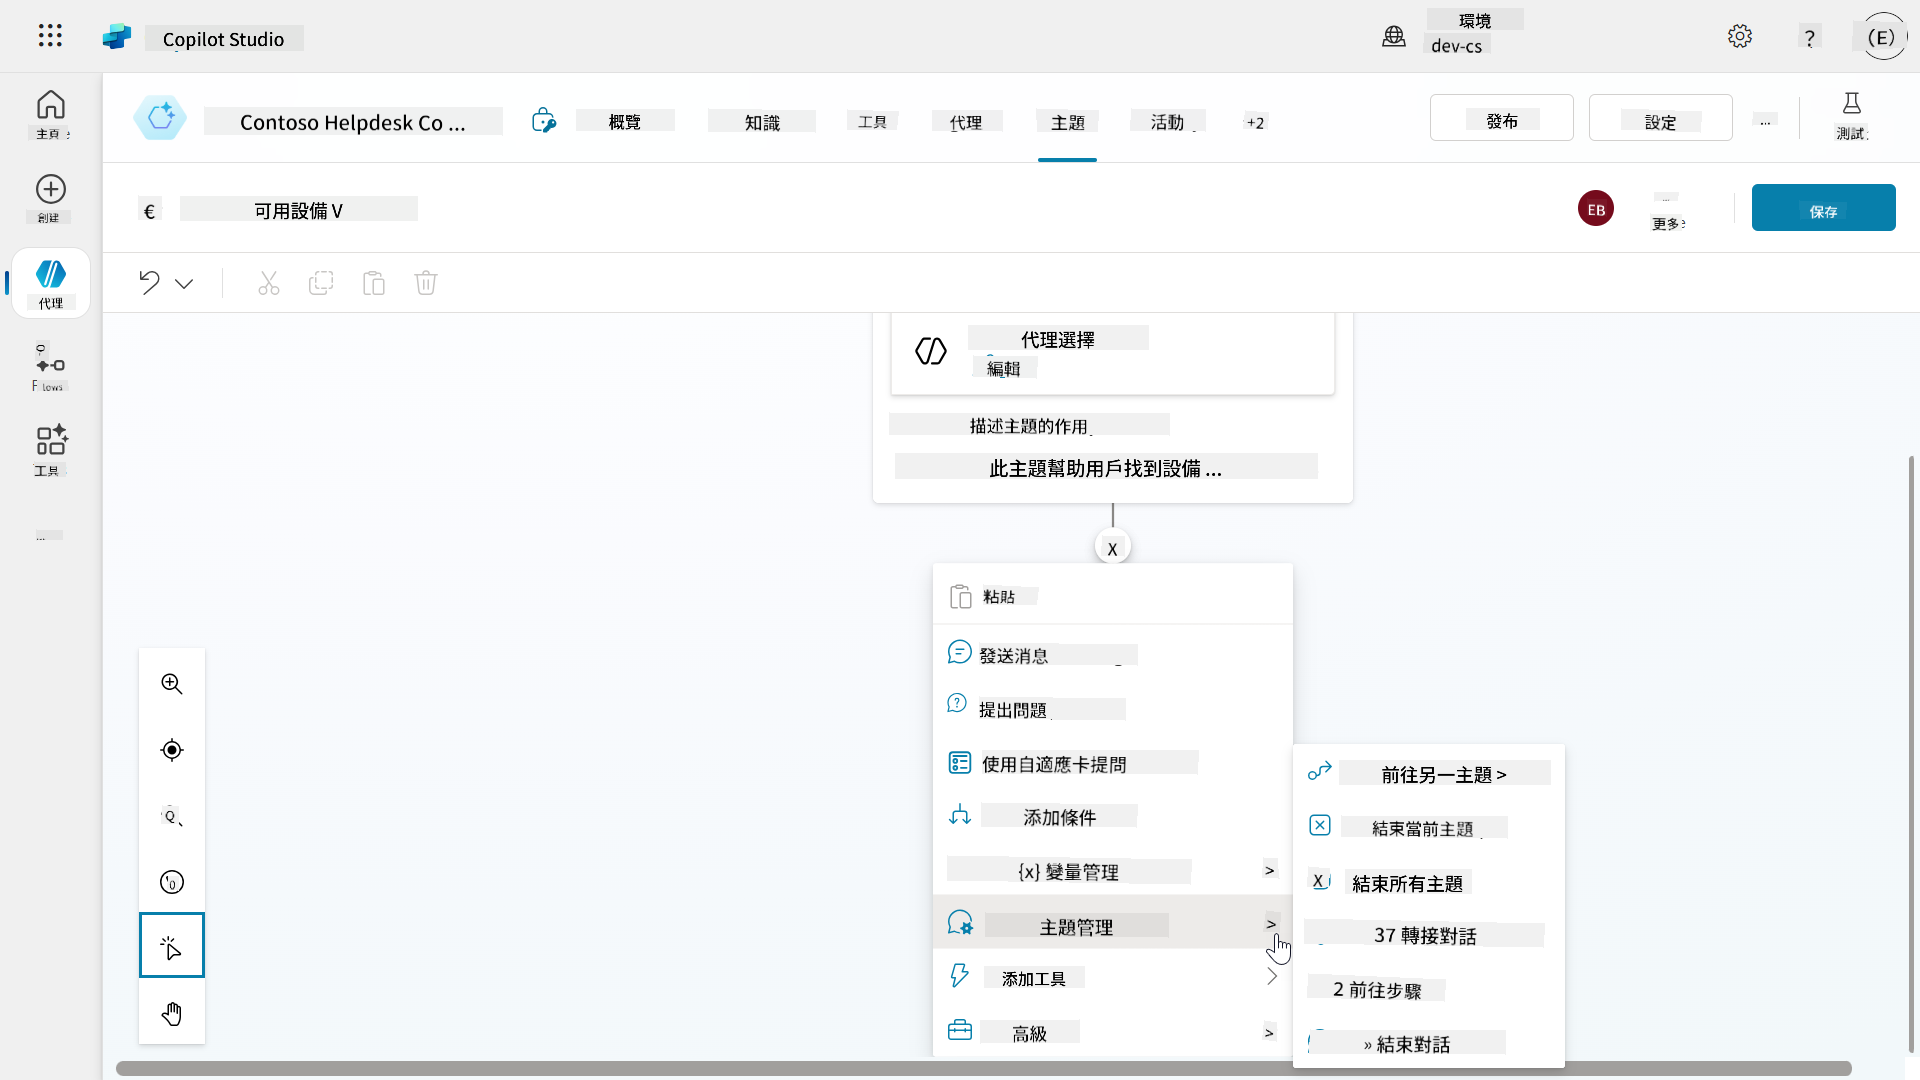 Copilot Studio
環境
dev-cs
?
(E)
主頁
Contoso Helpdesk Co ...
概覽
知識
工具
代理
主題
活動
+2
發布
設定
...
測試
創建
€
可用設備 V
EB
更多
保存
代理
Flows
工具
代理選擇
編輯
描述主題的作用
此主題幫助用戶找到設備 ...
X
粘貼
發送消息
提出問題
使用自適應卡提問
添加條件
{x} 變量管理 >
主題管理 >
添加工具
高級 >
前往另一主題 >
結束當前主題
X 結束所有主題
37 轉接對話
2 前往步驟
» 結束對話